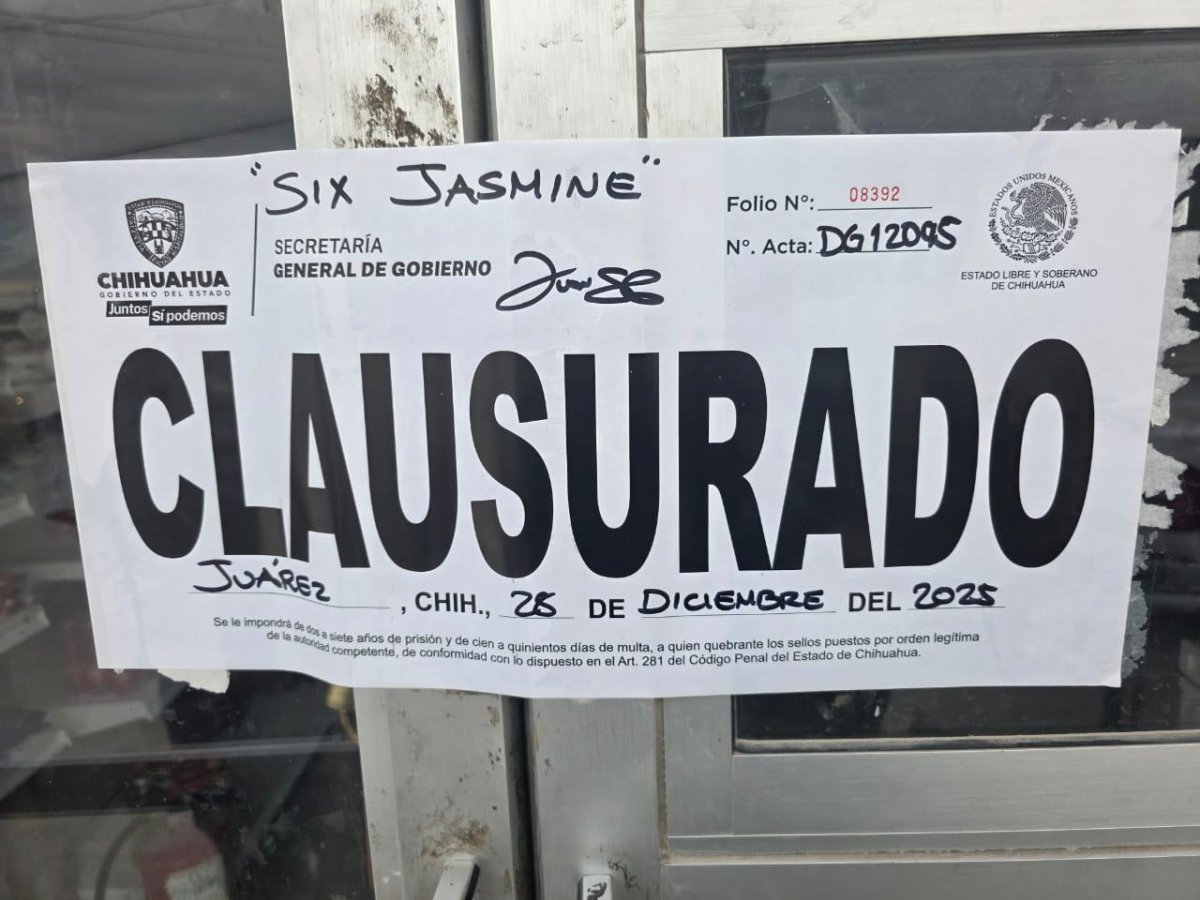 "SIX JASMINE"
CHIHUAHUA
GOBIERNO DEL ESTADO
Juntos Sí podemos
SECRETARÍA
GENERAL DE GOBIERNO
Folio N°: 08392
N°. Acta: DG12095
ESTADOS UNIDOS MEXICANOS
ESTADO LIBRE Y SOBERANO
DE CHIHUAHUA
CLAUSURADO
JUÁREZ, CHIH., 28 DE DICIEMBRE DEL 2025
Se le impondrá de dos a siete años de prisión y de cien a quinientos días de multa, a quien quebrante los sellos puestos por orden legítima
de la autoridad competente, de conformidad con lo dispuesto en el Art. 281 del Código Penal del Estado de Chihuahua.